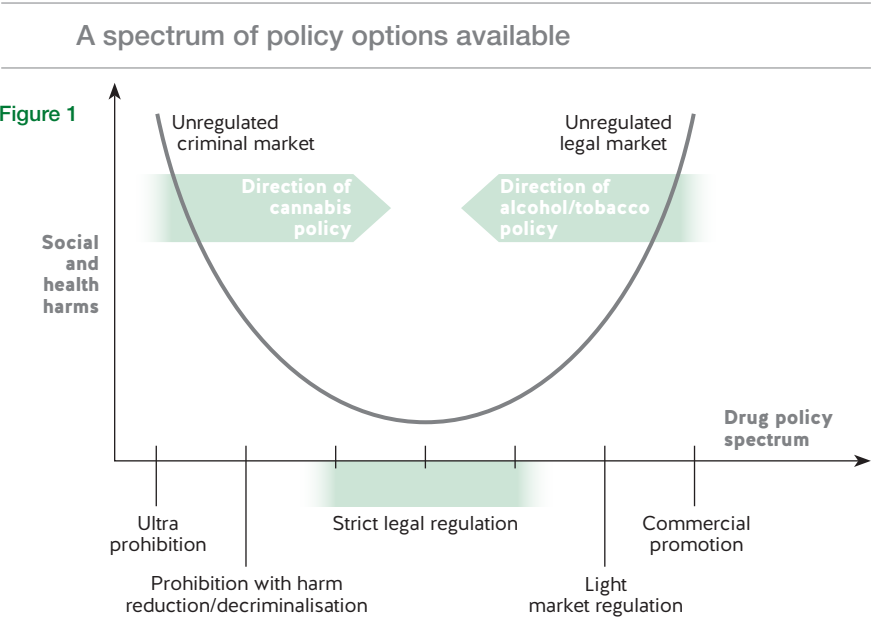 A spectrum of policy options available
Figure 1
Unregulated
criminal market
Unregulated
legal market
Direction of
cannabis
policy
Direction of
alcohol/tobacco
policy
Social
and
health
harms
Drug policy
spectrum
Ultra
prohibition
Strict legal regulation
Commercial
promotion
Prohibition with harm
reduction/decriminalisation
Light
market regulation